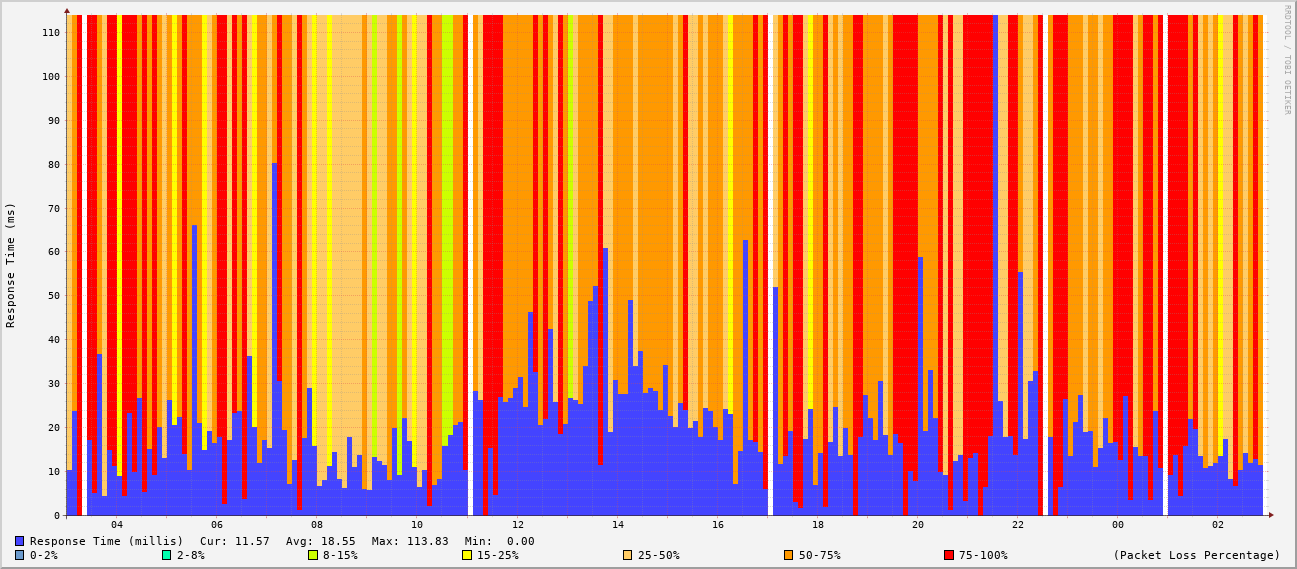 RRDTOOL / TOBI OETIKER
Response Time (ms)
110
100
90
80
70
60
50
40
30
20
10
0
04 06 08 10 12 14 16 18 20 22 00 02
Response Time (millis) Cur: 11.57 Avg: 18.55 Max: 113.83 Min: 0.00
0-2% 2-8% 8-15% 15-25% 25-50% 50-75% 75-100% (Packet Loss Percentage)